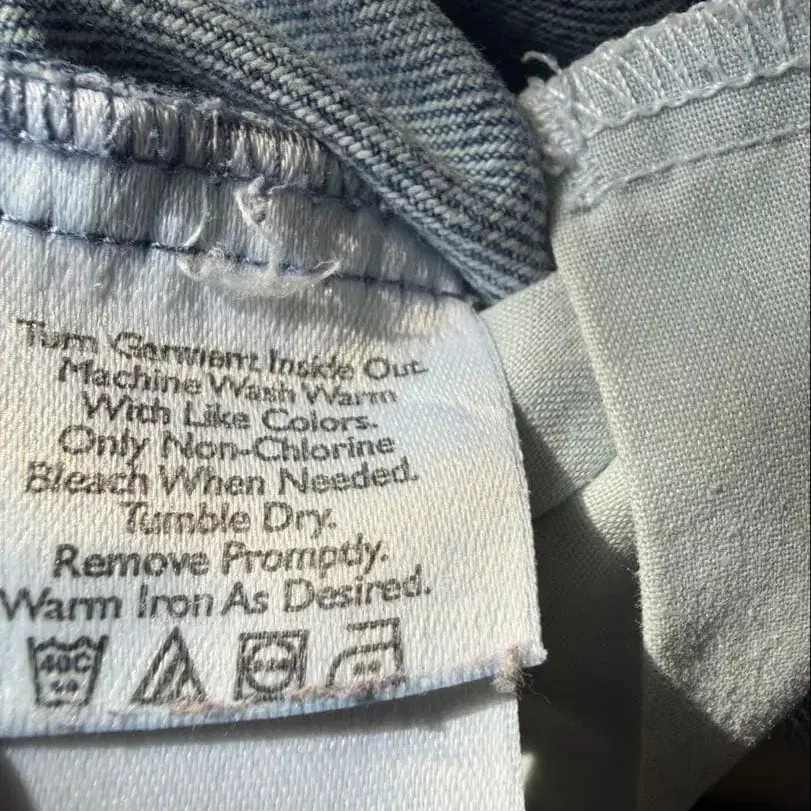 Turn Garment Inside Out.
Machine Wash Warm
With Like Colors.
Only Non-Chlorine
Bleach When Needed.
Tumble Dry.
Remove Promptly.
Warm Iron As Desired.
40C